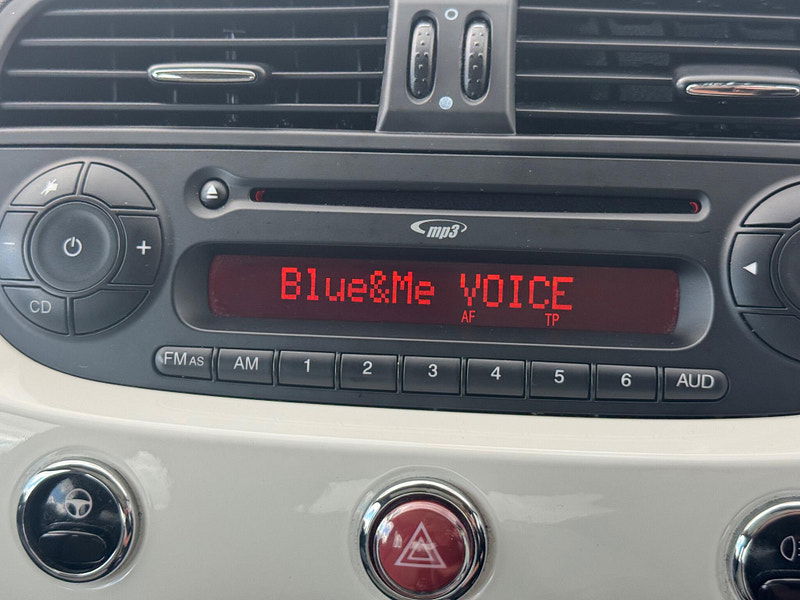 mp3
Blue&Me VOICE
AF TP
− +
CD
FM AS AM 1 2 3 4 5 6 AUD